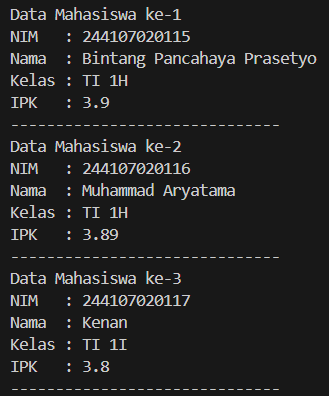 Data Mahasiswa ke-1
NIM   : 244107020115
Nama  : Bintang Pancahaya Prasetyo
Kelas : TI 1H
IPK   : 3.9
------------------------------
Data Mahasiswa ke-2
NIM   : 244107020116
Nama  : Muhammad Aryatama
Kelas : TI 1H
IPK   : 3.89
------------------------------
Data Mahasiswa ke-3
NIM   : 244107020117
Nama  : Kenan
Kelas : TI 1I
IPK   : 3.8
------------------------------